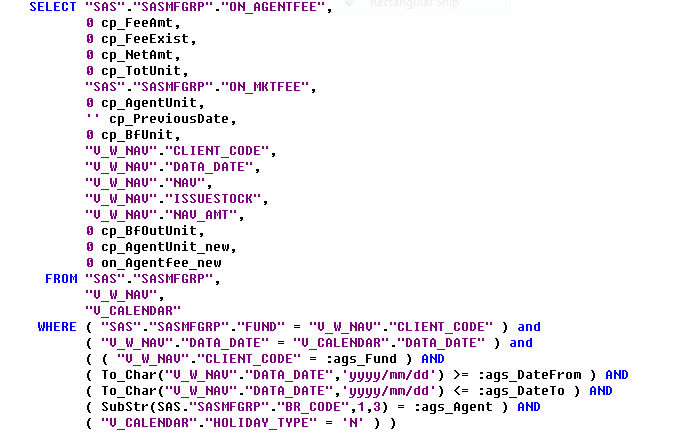 Rectangular Snip
SELECT "SAS"."SASMFGRP"."ON_AGENTFEE",
0 cp_FeeAmt,
0 cp_FeeExist,
0 cp_NetAmt,
0 cp_TotUnit,
"SAS"."SASMFGRP"."ON_MKTFEE",
0 cp_AgentUnit,
'' cp_PreviousDate,
0 cp_BfUnit,
"V_W_NAV"."CLIENT_CODE",
"V_W_NAV"."DATA_DATE",
"V_W_NAV"."NAV",
"V_W_NAV"."ISSUESTOCK",
"V_W_NAV"."NAV_AMT",
0 cp_BfOutUnit,
0 cp_AgentUnit_new,
0 on_Agentfee_new
FROM "SAS"."SASMFGRP",
"V_W_NAV",
"V_CALENDAR"
WHERE ( "SAS"."SASMFGRP"."FUND" = "V_W_NAV"."CLIENT_CODE" ) and
( "V_W_NAV"."DATA_DATE" = "V_CALENDAR"."DATA_DATE" ) and
( ( "V_W_NAV"."CLIENT_CODE" = :ags_Fund ) AND
( To_Char("V_W_NAV"."DATA_DATE",'yyyy/mm/dd') >= :ags_DateFrom ) AND
( To_Char("V_W_NAV"."DATA_DATE",'yyyy/mm/dd') <= :ags_DateTo ) AND
( SubStr(SAS."SASMFGRP"."BR_CODE",1,3) = :ags_Agent ) AND
( "V_CALENDAR"."HOLIDAY_TYPE" = 'N' ) )